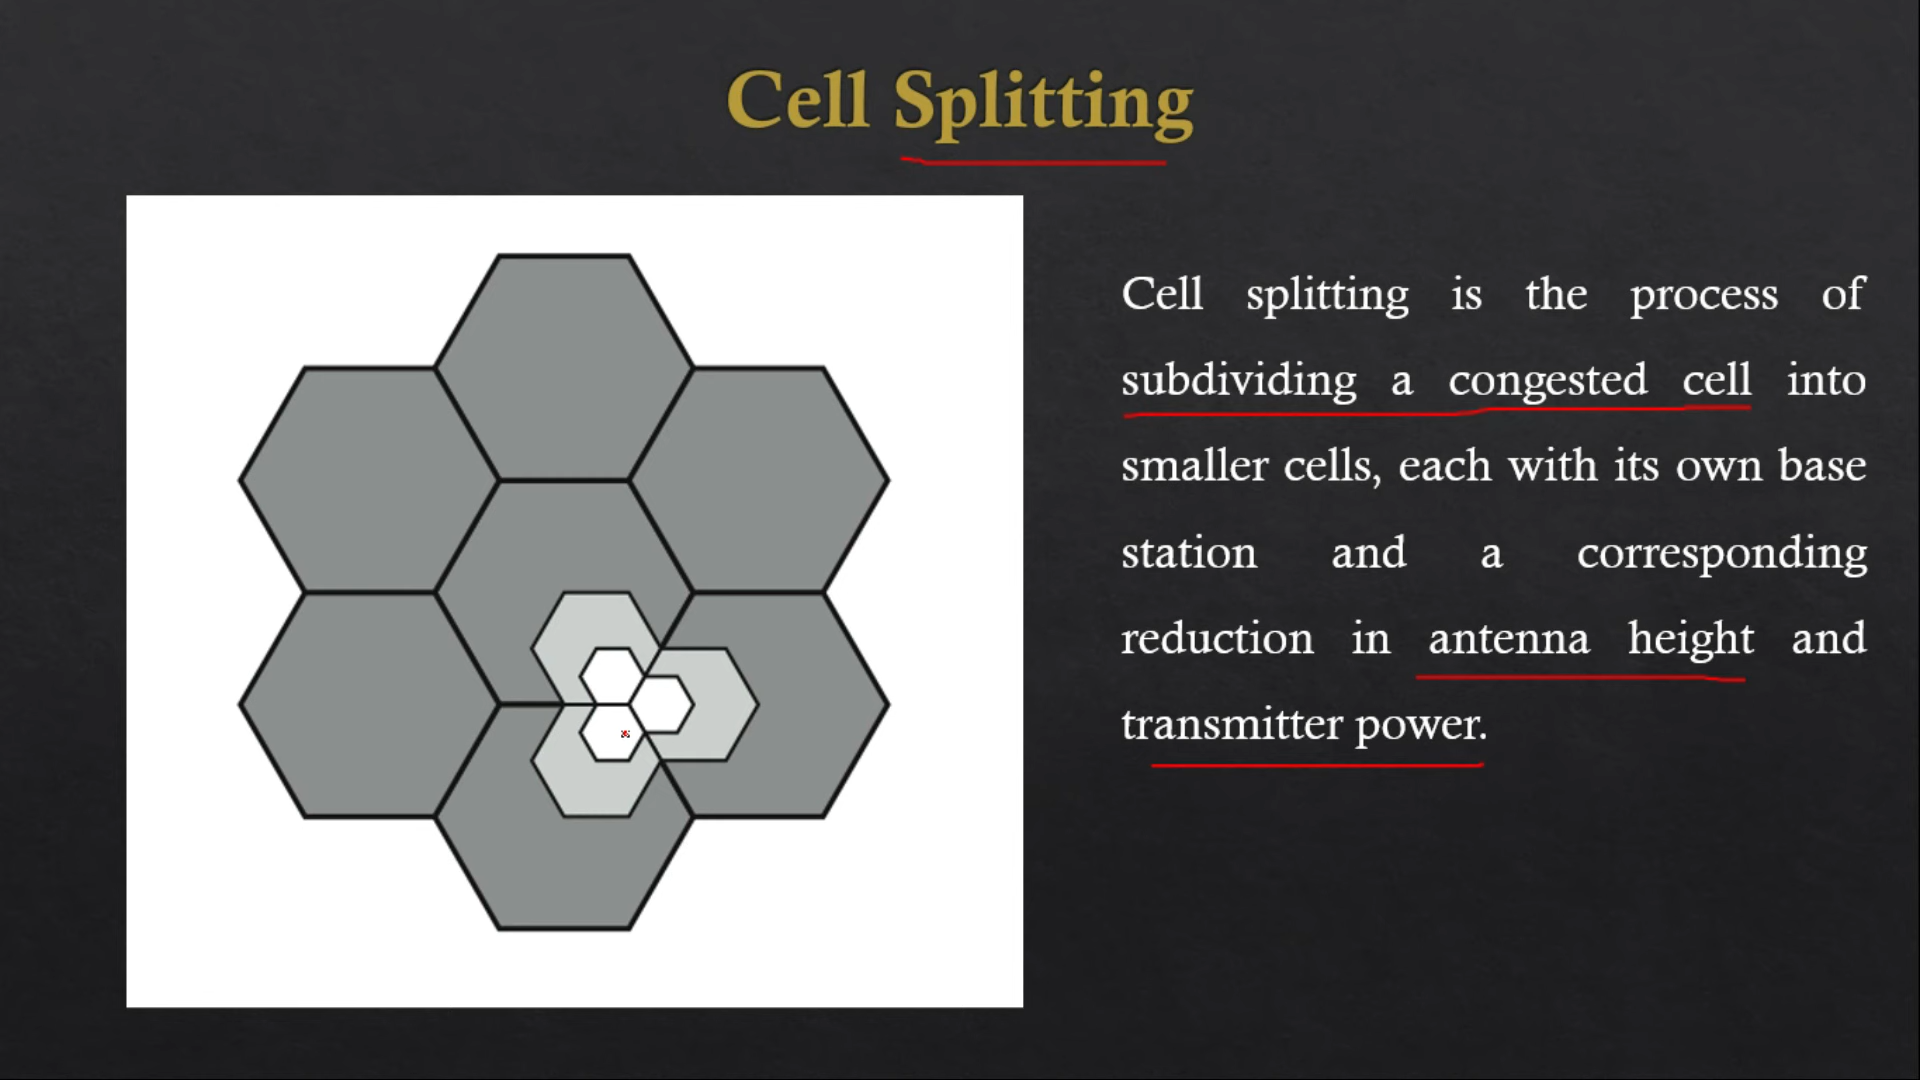 Cell Splitting
Cell splitting is the process of
subdividing a congested cell into
smaller cells, each with its own base
station and a corresponding
reduction in antenna height and
transmitter power.